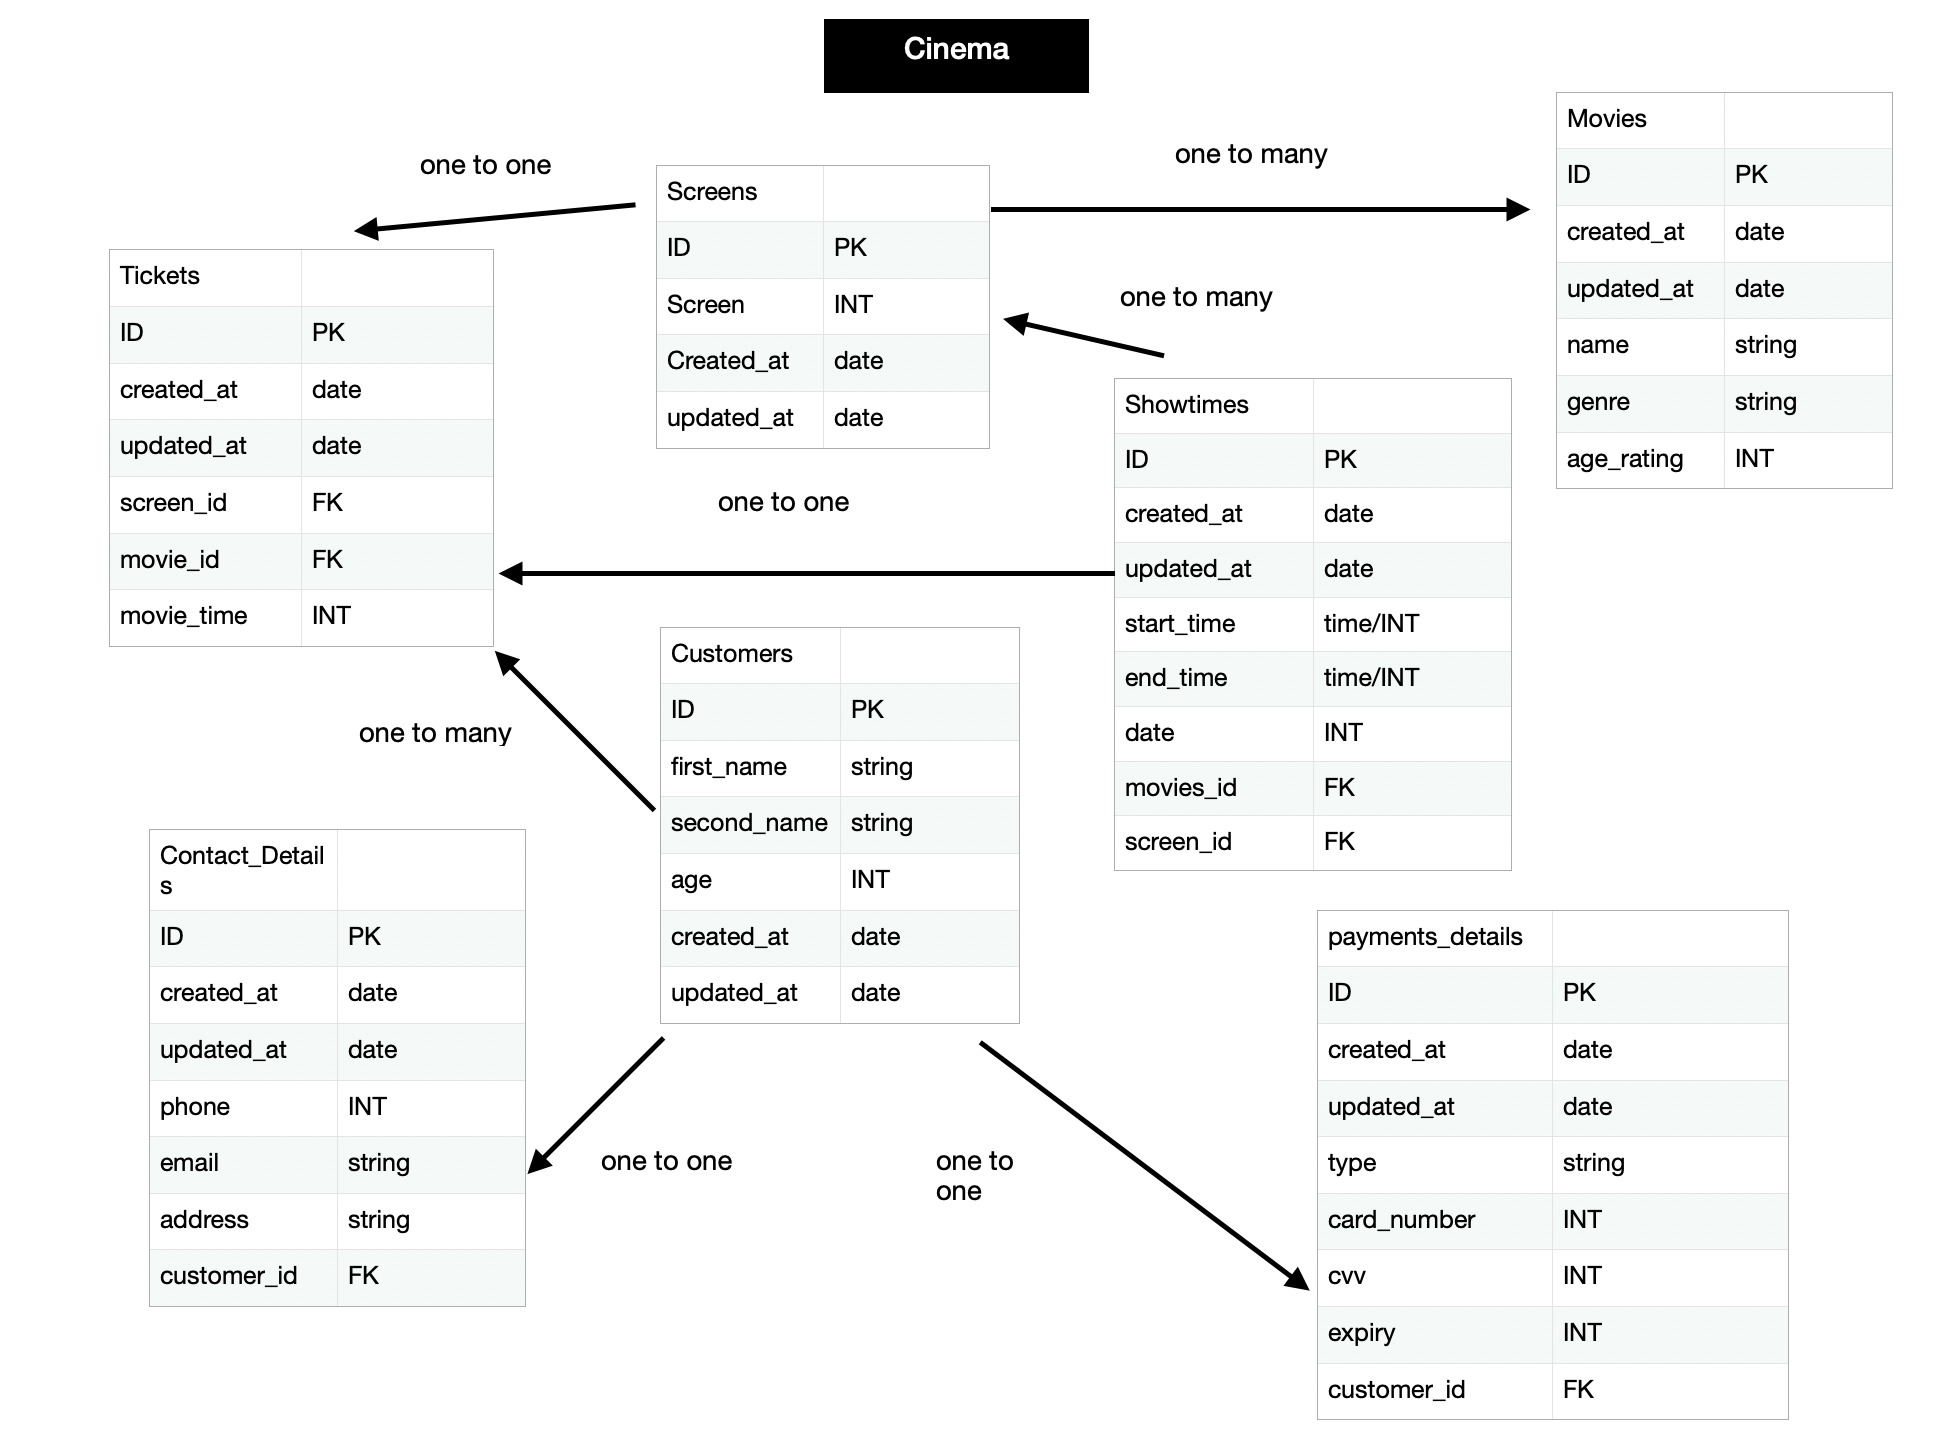 Cinema
one to one
one to many
Movies
ID PK
created_at date
updated_at date
name string
genre string
age_rating INT
Screens
ID PK
Screen INT
Created_at date
updated_at date
one to many
Tickets
ID PK
created_at date
updated_at date
screen_id FK
movie_id FK
movie_time INT
one to one
Showtimes
ID PK
created_at date
updated_at date
start_time time/INT
end_time time/INT
date INT
movies_id FK
screen_id FK
one to many
Customers
ID PK
first_name string
second_name string
age INT
created_at date
updated_at date
Contact_Detail
s
ID PK
created_at date
updated_at date
phone INT
email string
address string
customer_id FK
one to one
one to
one
payments_details
ID PK
created_at date
updated_at date
type string
card_number INT
cvv INT
expiry INT
customer_id FK